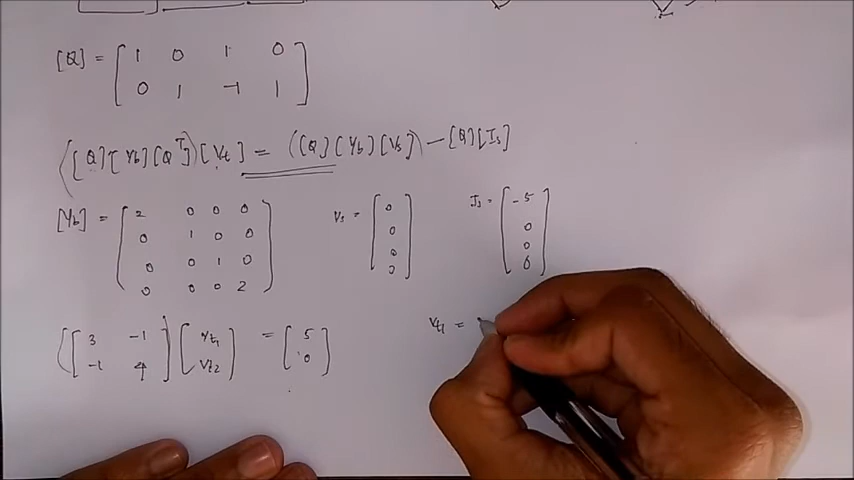 [Q] = [ 1 0 1 0
0 1 -1 1 ]
([Q][Yb][Q^T])[Vt] = ([Q][Yb][Vs]) - [Q][Is]
[Yb] = [ 2 0 0 0
0 1 0 0
0 0 1 0
0 0 0 2 ]
Vs = [ 0
0
0
0 ]
Is = [ -5
0
0
0 ]
[ 3 -1
-1 4 ] [ Vt1
Vt2 ] = [ 5
0 ]
Vt1 =